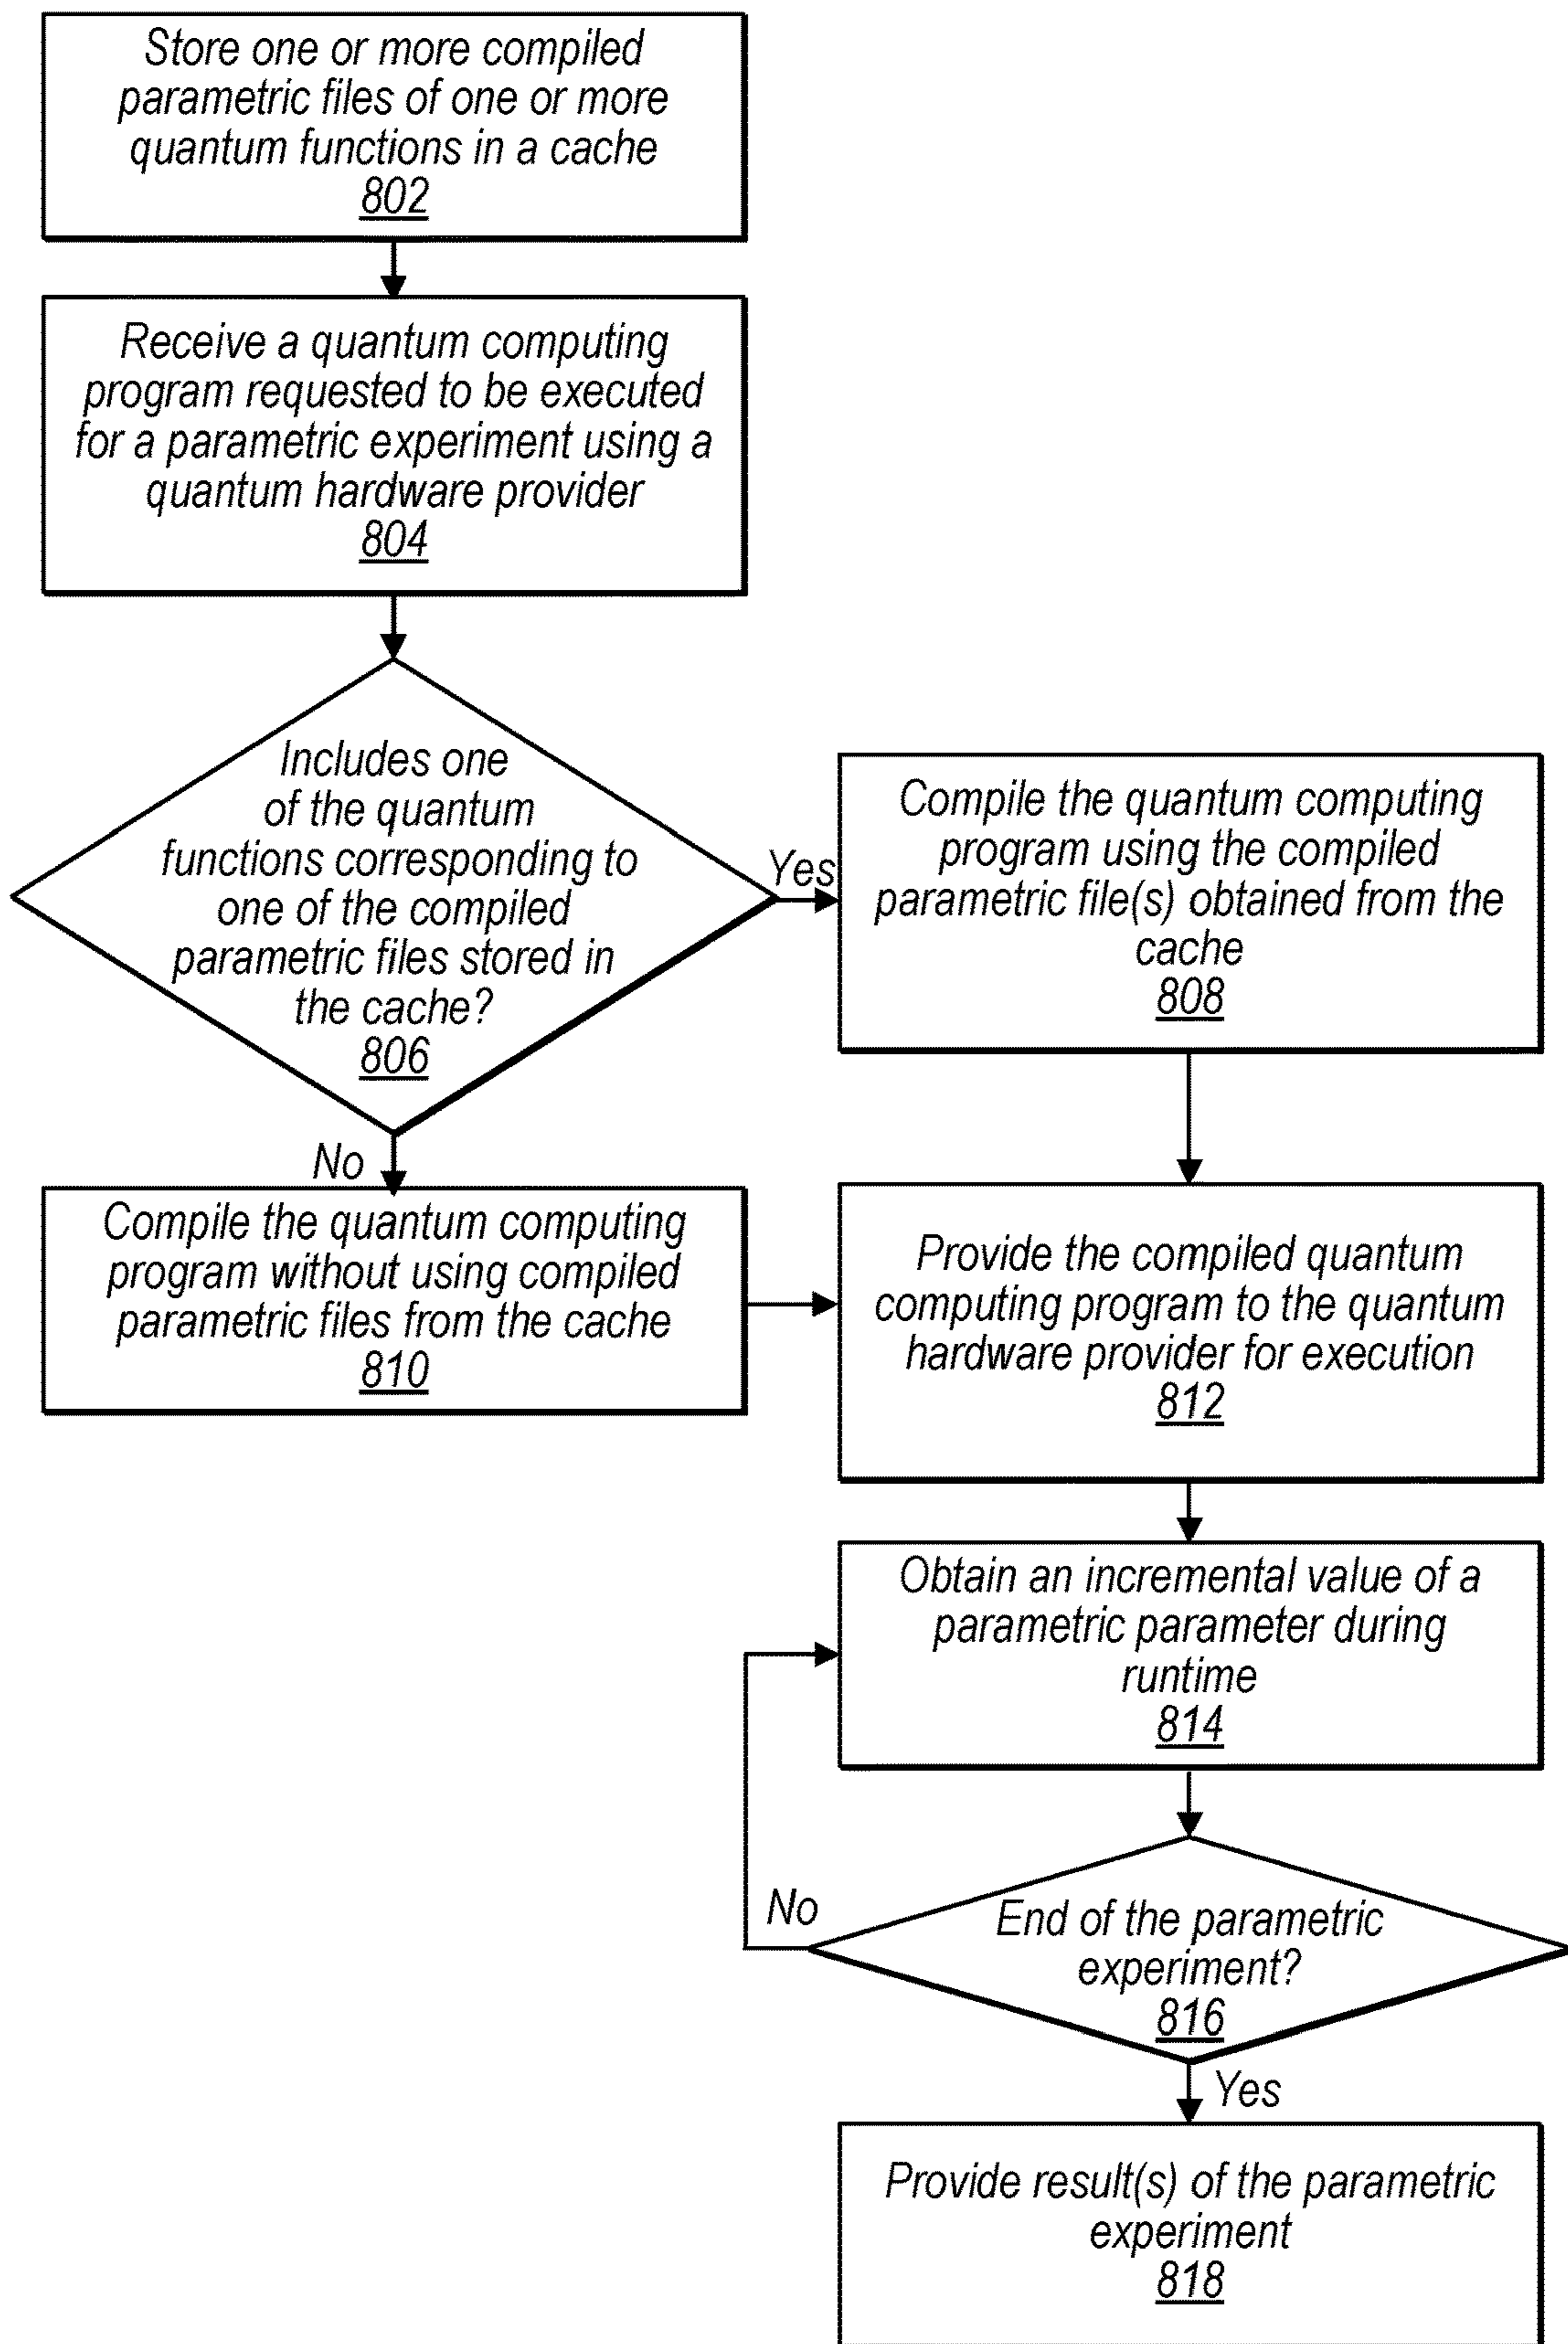 Store one or more compiled
parametric files of one or more
quantum functions in a cache
802
Receive a quantum computing
program requested to be executed
for a parametric experiment using a
quantum hardware provider
804
Includes one
of the quantum
functions corresponding to
one of the compiled
parametric files stored in
the cache?
806
Yes
Compile the quantum computing
program using the compiled
parametric file(s) obtained from the
cache
808
No
Compile the quantum computing
program without using compiled
parametric files from the cache
810
Provide the compiled quantum
computing program to the quantum
hardware provider for execution
812
Obtain an incremental value of a
parametric parameter during
runtime
814
No
End of the parametric
experiment?
816
Yes
Provide result(s) of the parametric
experiment
818